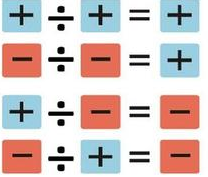 + ÷ + = +
− ÷ − = +
+ ÷ − = −
− ÷ + = −